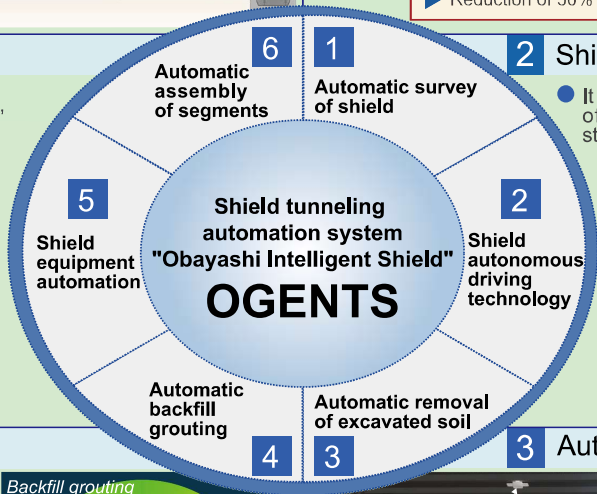 Reduction of 50%
6
Automatic
assembly
of segments
1
Automatic survey
of shield
2 Shi
It
of
st
5
Shield
equipment
automation
Shield tunneling
automation system
"Obayashi Intelligent Shield"
OGENTS
2
Shield
autonomous
driving
technology
Automatic
backfill
grouting
4
Automatic removal
of excavated soil
3
3 Aut
Backfill grouting